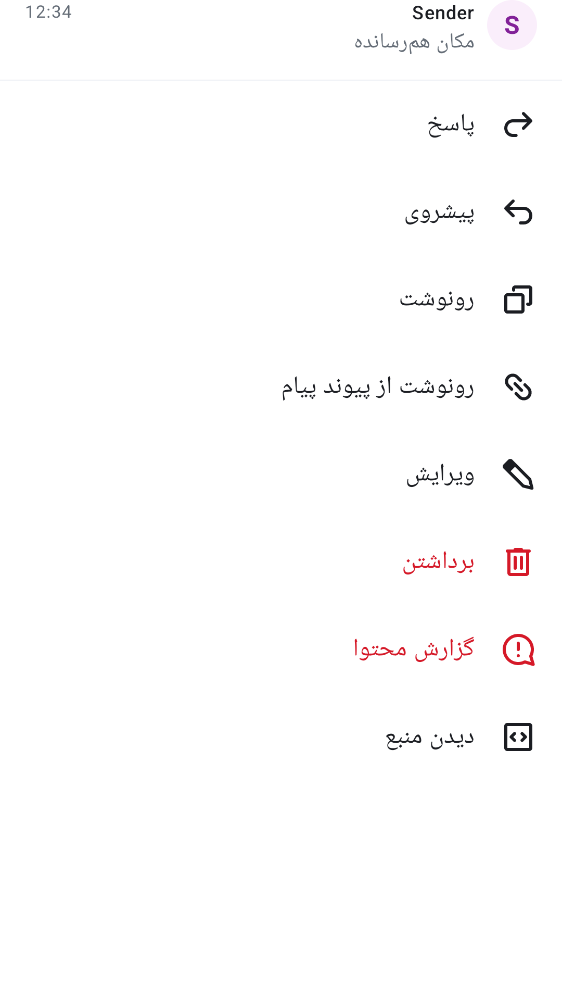 S
Sender
12:34
مکان هم‌رسانده
پاسخ
پیشروی
رونوشت
رونوشت از پیوند پیام
ویرایش
برداشتن
گزارش محتوا
دیدن منبع